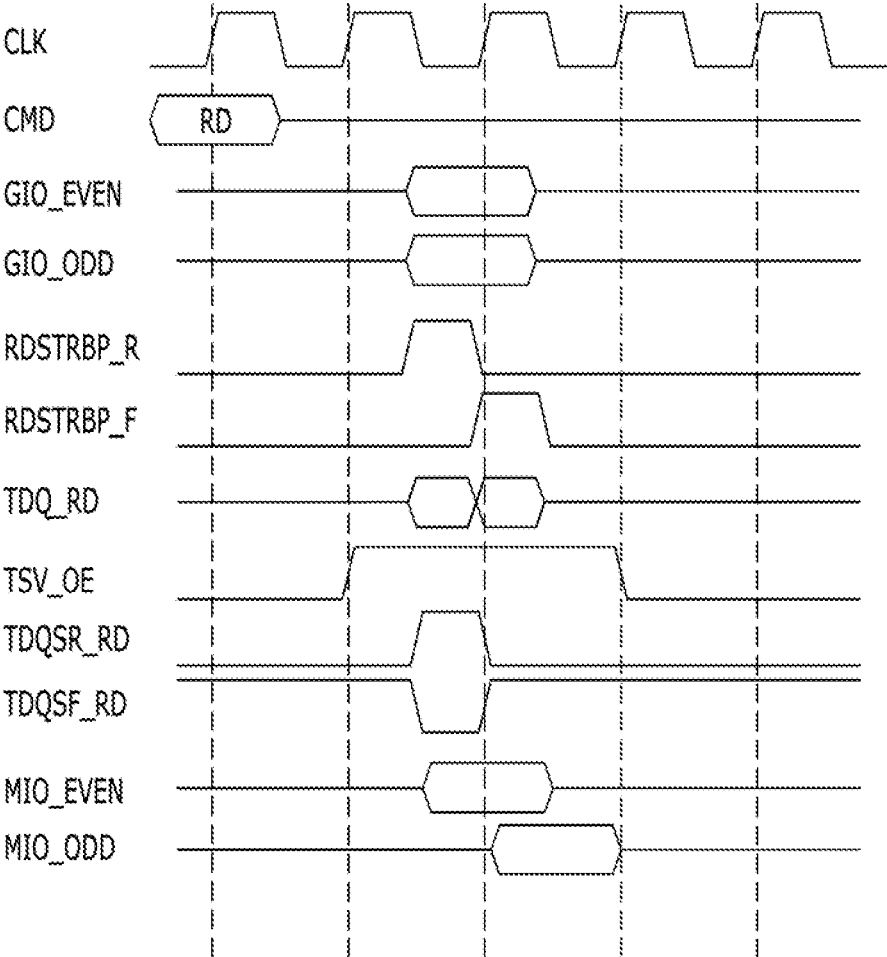 CLK
CMD
RD
GIO_EVEN
GIO_ODD
RDSTRBP_R
RDSTRBP_F
TDQ_RD
TSV_OE
TDQSR_RD
TDQSF_RD
MIO_EVEN
MIO_ODD